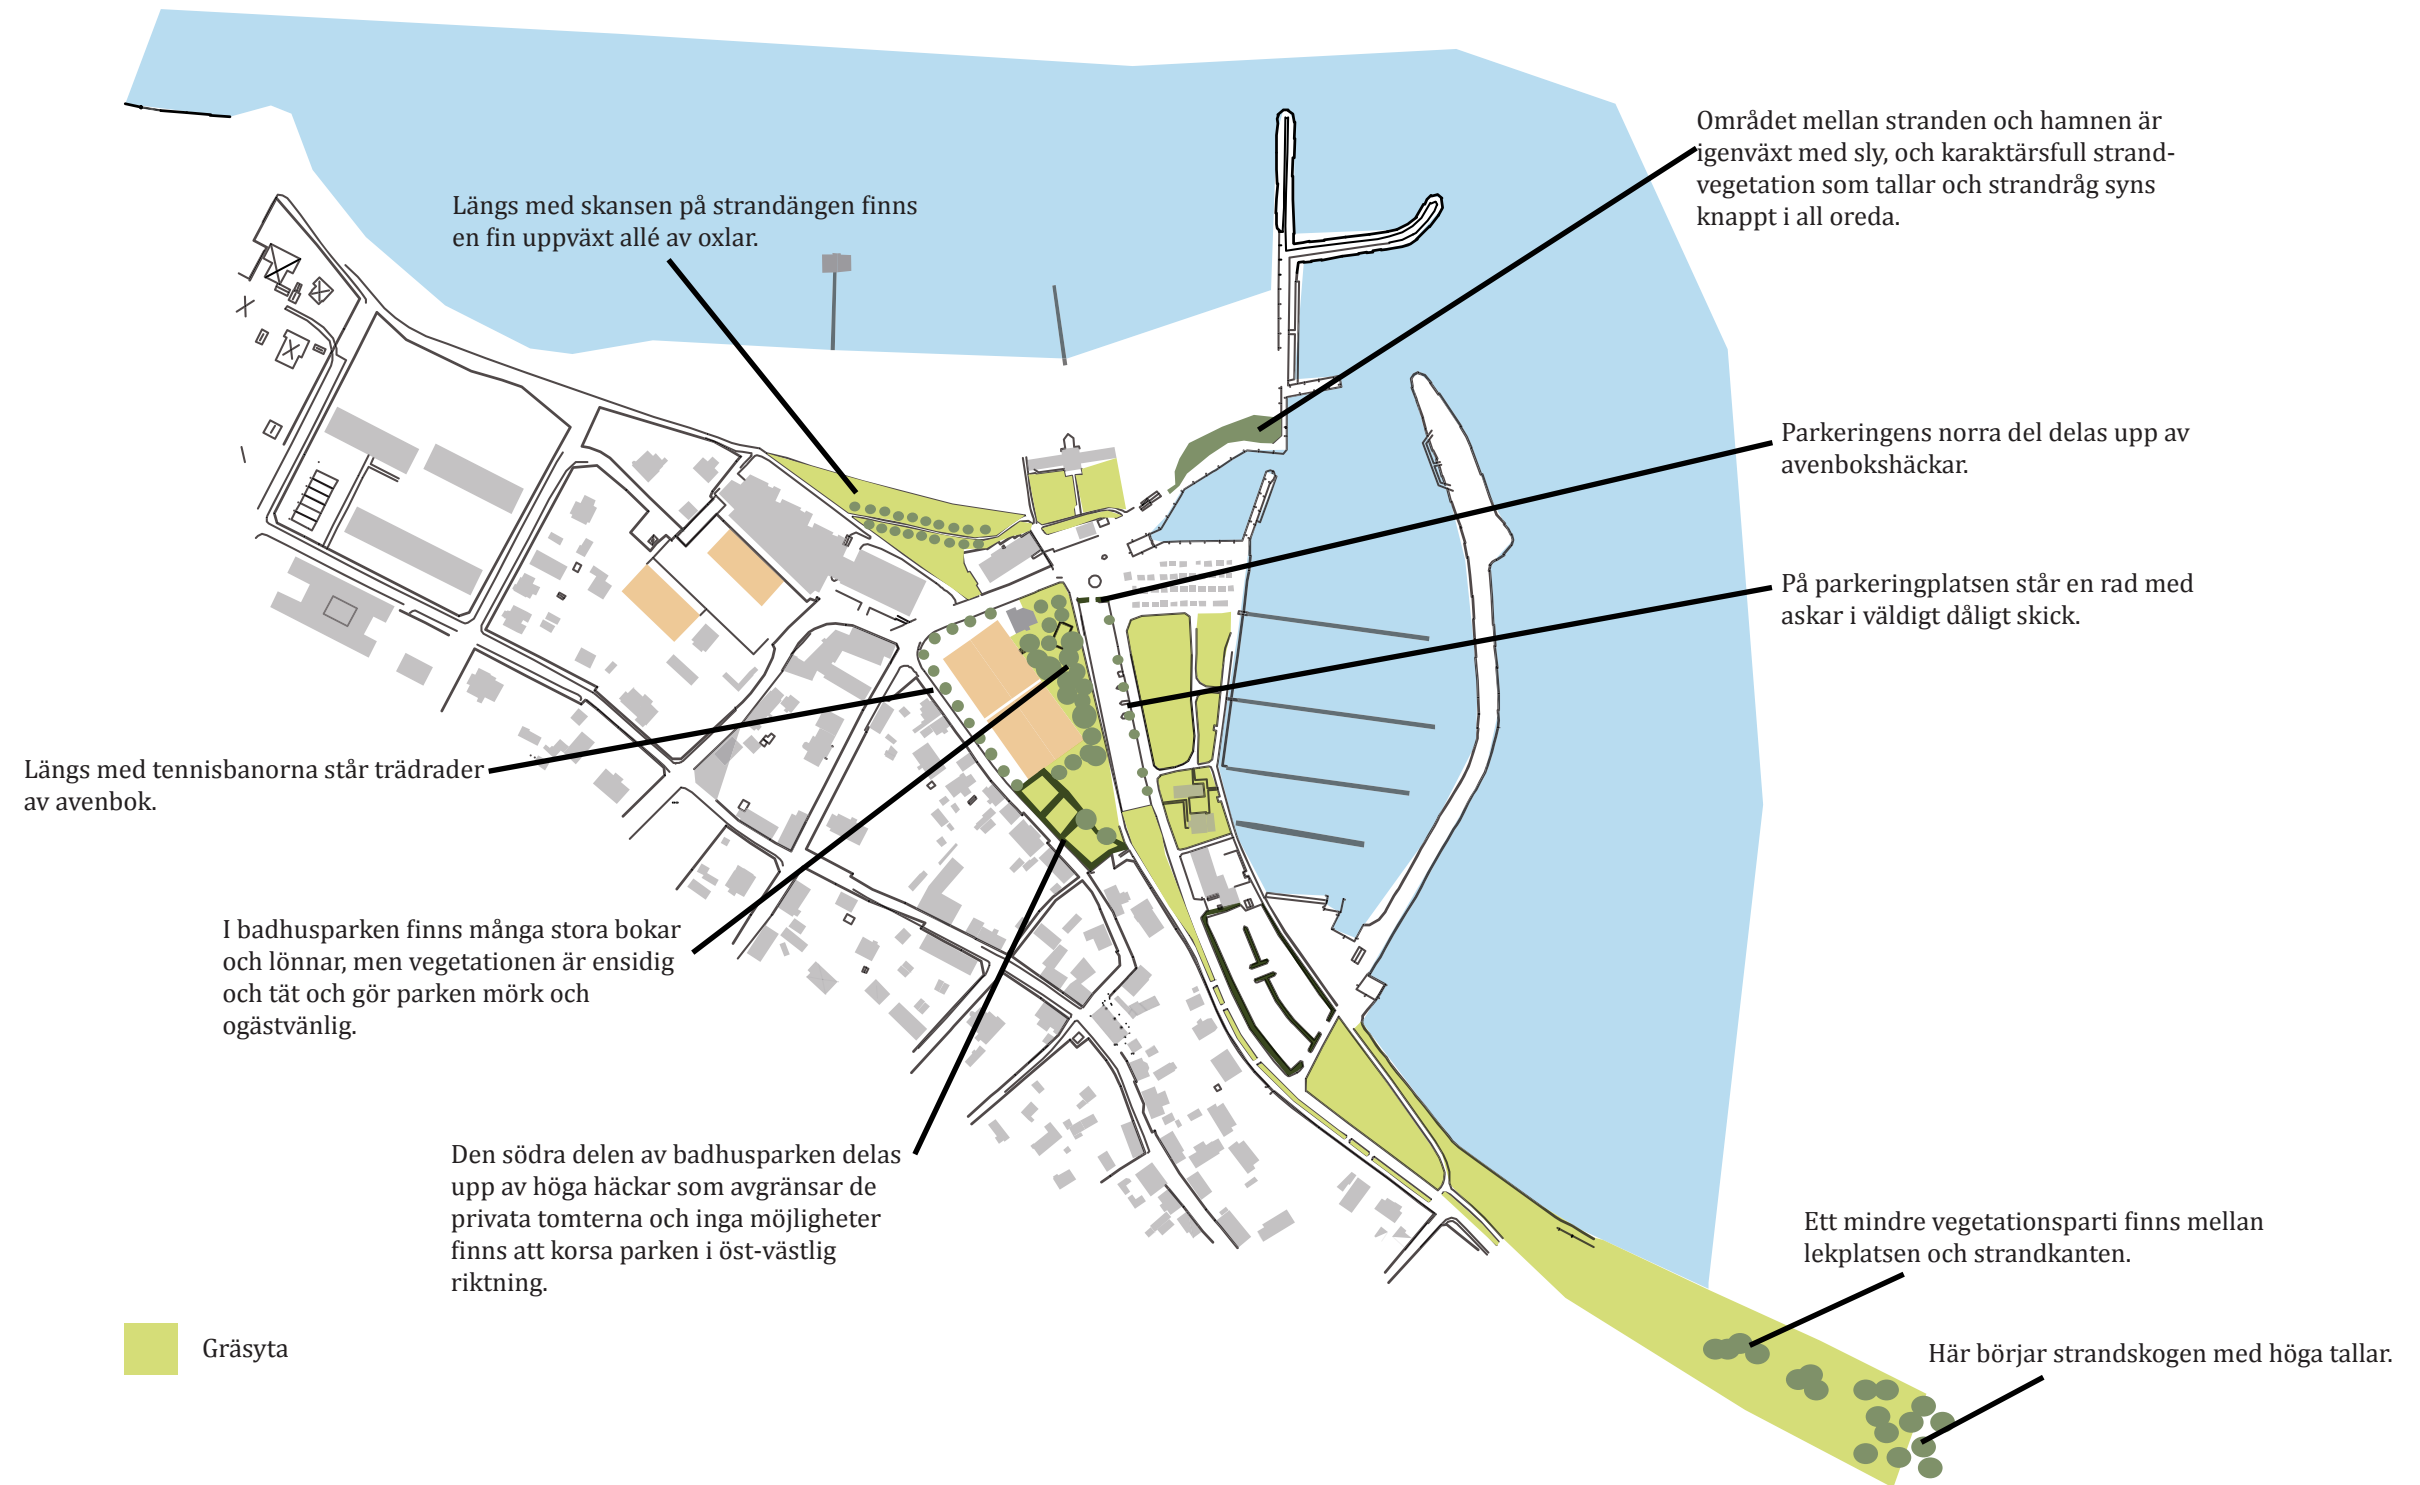 Området mellan stranden och hamnen är
igenväxt med sly, och karaktärsfull strand-
vegetation som tallar och strandråg syns
knappt i all oreda.
Längs med skansen på strandängen finns
en fin uppväxt allé av oxlar.
Parkeringens norra del delas upp av
avenbokshäckar.
På parkeringplatsen står en rad med
askar i väldigt dåligt skick.
Längs med tennisbanorna står trädrader
av avenbok.
I badhusparken finns många stora bokar
och lönnar, men vegetationen är ensidig
och tät och gör parken mörk och
ogästvänlig.
Den södra delen av badhusparken delas
upp av höga häckar som avgränsar de
privata tomterna och inga möjligheter
finns att korsa parken i öst-västlig
riktning.
Ett mindre vegetationsparti finns mellan
lekplatsen och strandkanten.
Här börjar strandskogen med höga tallar.
Gräsyta